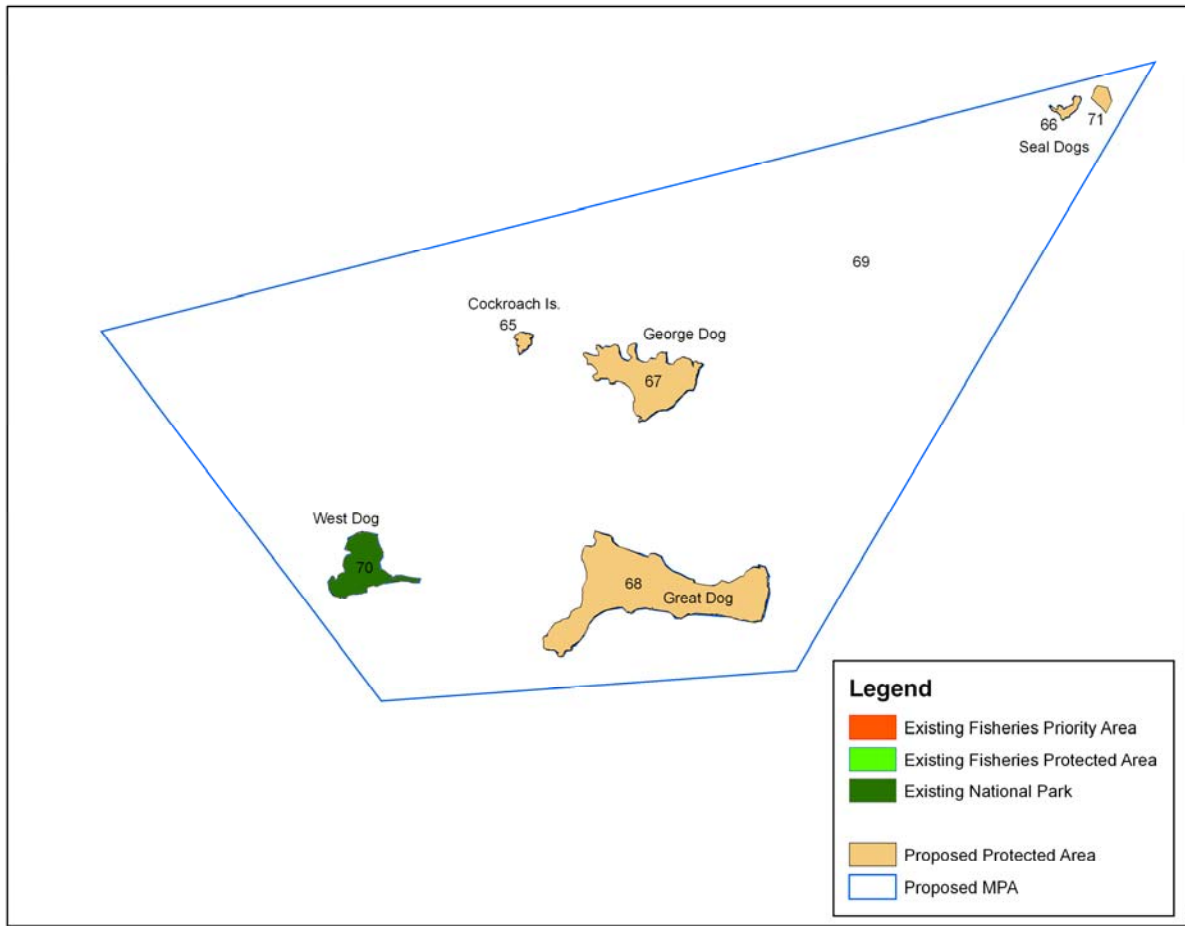 66
71
Seal Dogs
69
Cockroach Is.
65
George Dog
67
West Dog
70
68
Great Dog
Legend
Existing Fisheries Priority Area
Existing Fisheries Protected Area
Existing National Park
Proposed Protected Area
Proposed MPA